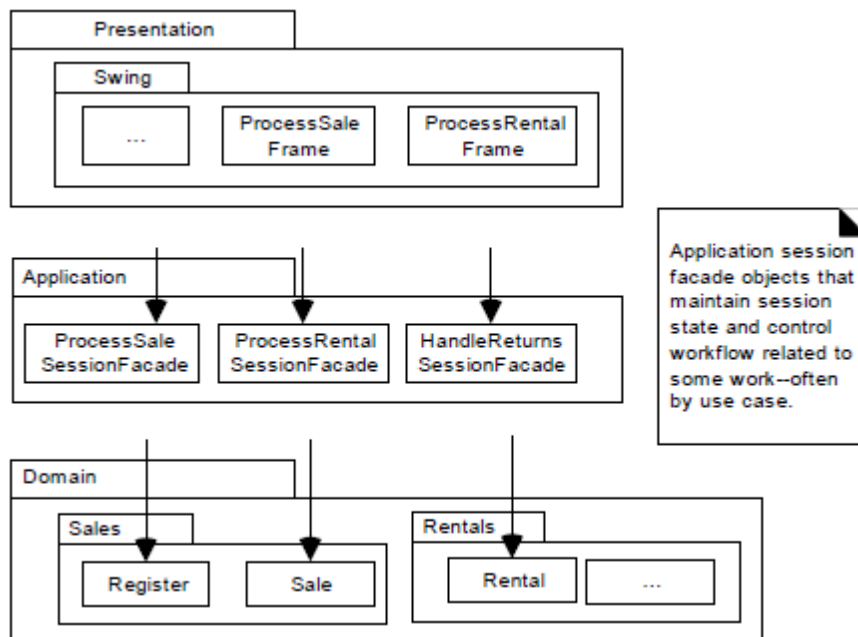 Presentation
Swing
...
ProcessSale
Frame
ProcessRental
Frame
Application
ProcessSale
SessionFacade
ProcessRental
SessionFacade
HandleReturns
SessionFacade
Application session
facade objects that
maintain session
state and control
workflow related to
some work--often
by use case.
Domain
Sales
Register
Sale
Rentals
Rental
...